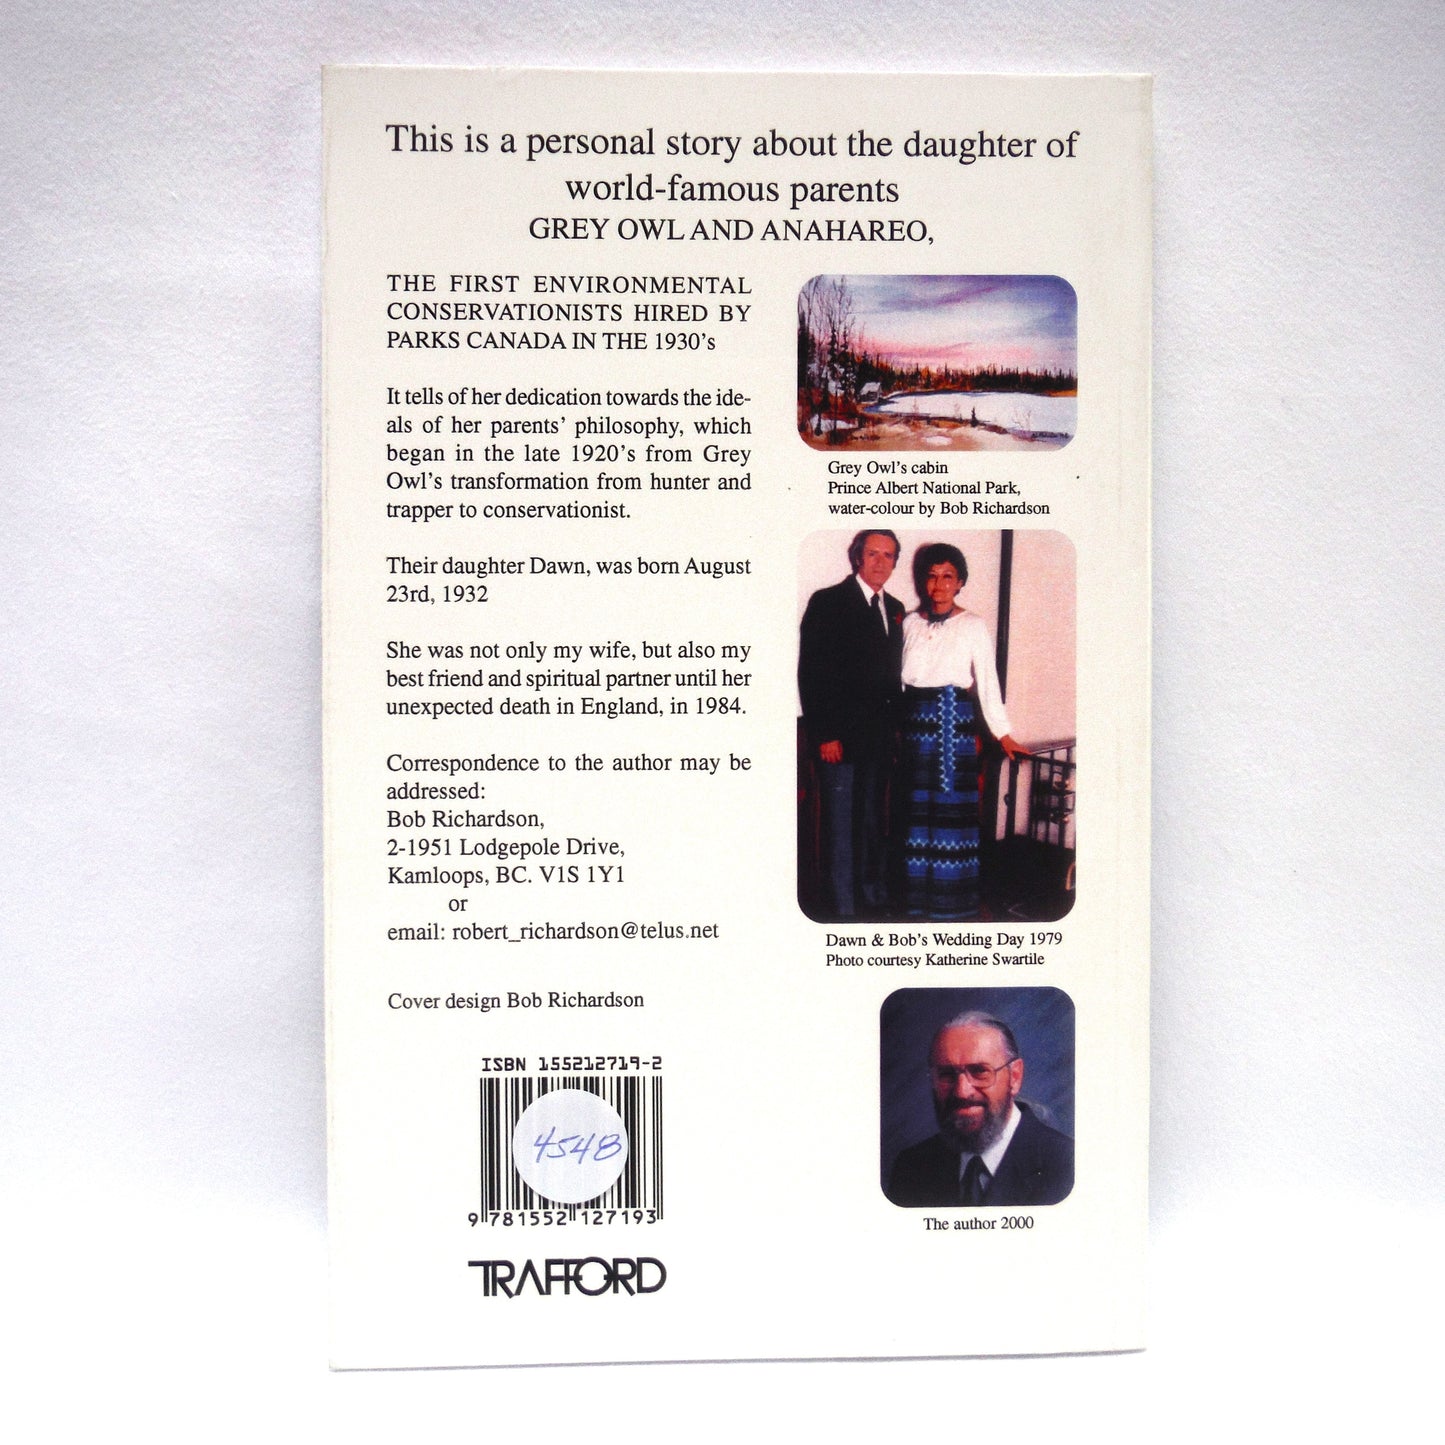 This is a personal story about the daughter of
world-famous parents
GREY OWL AND ANAHAREO,
THE FIRST ENVIRONMENTAL
CONSERVATIONISTS HIRED BY
PARKS CANADA IN THE 1930's
It tells of her dedication towards the ide-
als of her parents' philosophy, which
began in the late 1920's from Grey
Owl's transformation from hunter and
trapper to conservationist.
Their daughter Dawn, was born August
23rd, 1932
She was not only my wife, but also my
best friend and spiritual partner until her
unexpected death in England, in 1984.
Correspondence to the author may be
addressed:
Bob Richardson,
2-1951 Lodgepole Drive,
Kamloops, BC. V1S 1Y1
or
email: robert_richardson@telus.net
Cover design Bob Richardson
ISBN 155212719-2
4548
9 781552 127193
TRAFFORD
Grey Owl's cabin
Prince Albert National Park,
water-colour by Bob Richardson
Dawn & Bob's Wedding Day 1979
Photo courtesy Katherine Swartile
The author 2000